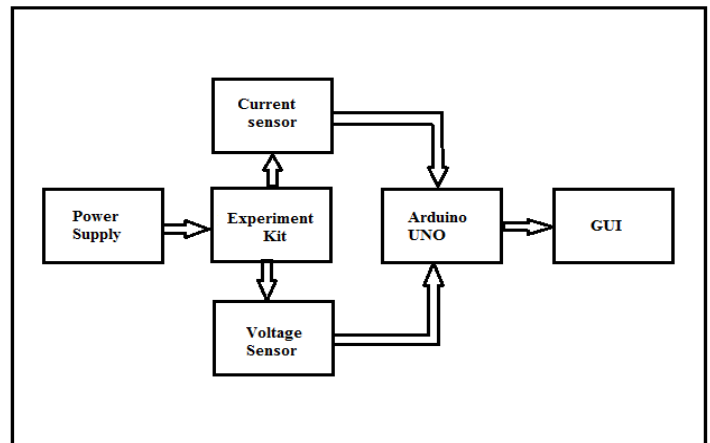 Current
sensor
Power
Supply
Experiment
Kit
Arduino
UNO
GUI
Voltage
Sensor